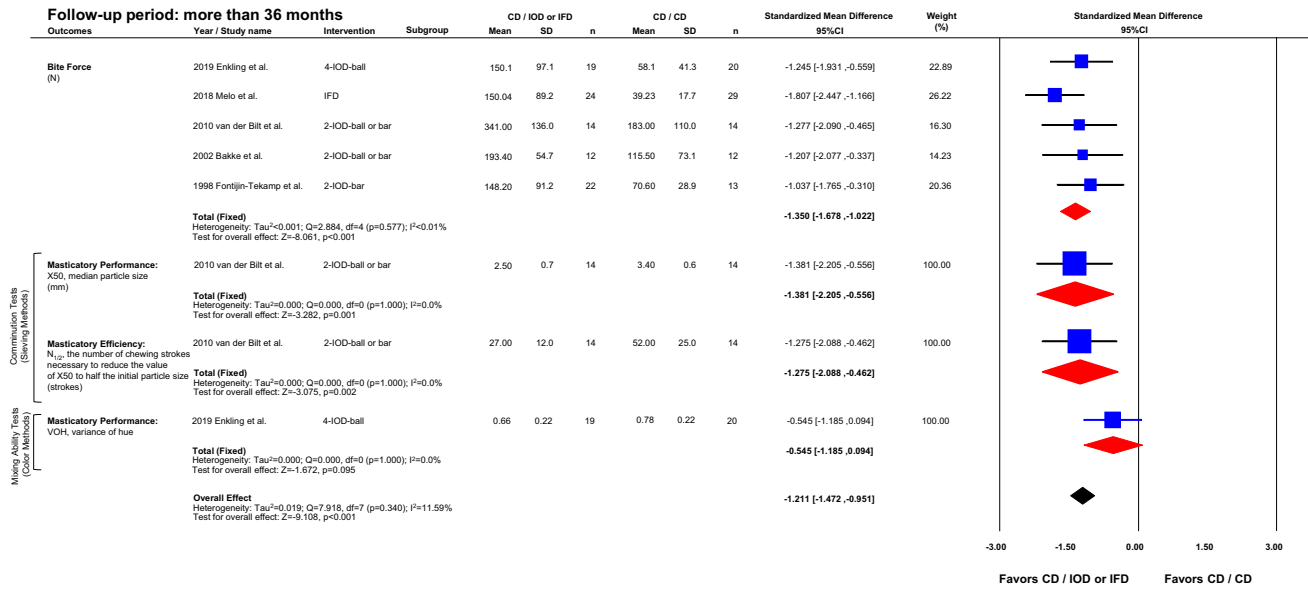 Follow-up period: more than 36 months
CD / IOD or IFD CD / CD Standardized Mean Difference Weight Standardized Mean Difference
Outcomes Year / Study name Intervention Subgroup Mean SD n Mean SD n 95%CI (%) 95%CI
Bite Force 2019 Enkling et al. 4-IOD-ball 150.1 97.1 19 58.1 41.3 20 -1.245 [-1.931 ,-0.559] 22.89
(N)
2018 Melo et al. IFD 150.04 89.2 24 39.23 17.7 29 -1.807 [-2.447 ,-1.166] 26.22
2010 van der Bilt et al. 2-IOD-ball or bar 341.00 136.0 14 183.00 110.0 14 -1.277 [-2.090 ,-0.465] 16.30
2002 Bakke et al. 2-IOD-ball or bar 193.40 54.7 12 115.50 73.1 12 -1.207 [-2.077 ,-0.337] 14.23
1998 Fontijin-Tekamp et al. 2-IOD-bar 148.20 91.2 22 70.60 28.9 13 -1.037 [-1.765 ,-0.310] 20.36
Total (Fixed) -1.350 [-1.678 ,-1.022]
Heterogeneity: Tau²<0.001; Q=2.884, df=4 (p=0.577); I²<0.01%
Test for overall effect: Z=-8.061, p<0.001
Comminution Tests
(Sieving Methods)
Masticatory Performance: 2010 van der Bilt et al. 2-IOD-ball or bar 2.50 0.7 14 3.40 0.6 14 -1.381 [-2.205 ,-0.556] 100.00
X50, median particle size
(mm)
Total (Fixed) -1.381 [-2.205 ,-0.556]
Heterogeneity: Tau²=0.000; Q=0.000, df=0 (p=1.000); I²=0.0%
Test for overall effect: Z=-3.282, p=0.001
Masticatory Efficiency: 2010 van der Bilt et al. 2-IOD-ball or bar 27.00 12.0 14 52.00 25.0 14 -1.275 [-2.088 ,-0.462] 100.00
N1/2, the number of chewing strokes
necessary to reduce the value
of X50 to half the initial particle size
(strokes)
Total (Fixed) -1.275 [-2.088 ,-0.462]
Heterogeneity: Tau²=0.000; Q=0.000, df=0 (p=1.000); I²=0.0%
Test for overall effect: Z=-3.075, p=0.002
Mixing Ability Tests
(Color Methods)
Masticatory Performance: 2019 Enkling et al. 4-IOD-ball 0.66 0.22 19 0.78 0.22 20 -0.545 [-1.185 ,0.094] 100.00
VOH, variance of hue
Total (Fixed) -0.545 [-1.185 ,0.094]
Heterogeneity: Tau²=0.000; Q=0.000, df=0 (p=1.000); I²=0.0%
Test for overall effect: Z=-1.672, p=0.095
Overall Effect -1.211 [-1.472 ,-0.951]
Heterogeneity: Tau²=0.019; Q=7.918, df=7 (p=0.340); I²=11.59%
Test for overall effect: Z=-9.108, p<0.001
-3.00 -1.50 0.00 1.50 3.00
Favors CD / IOD or IFD Favors CD / CD